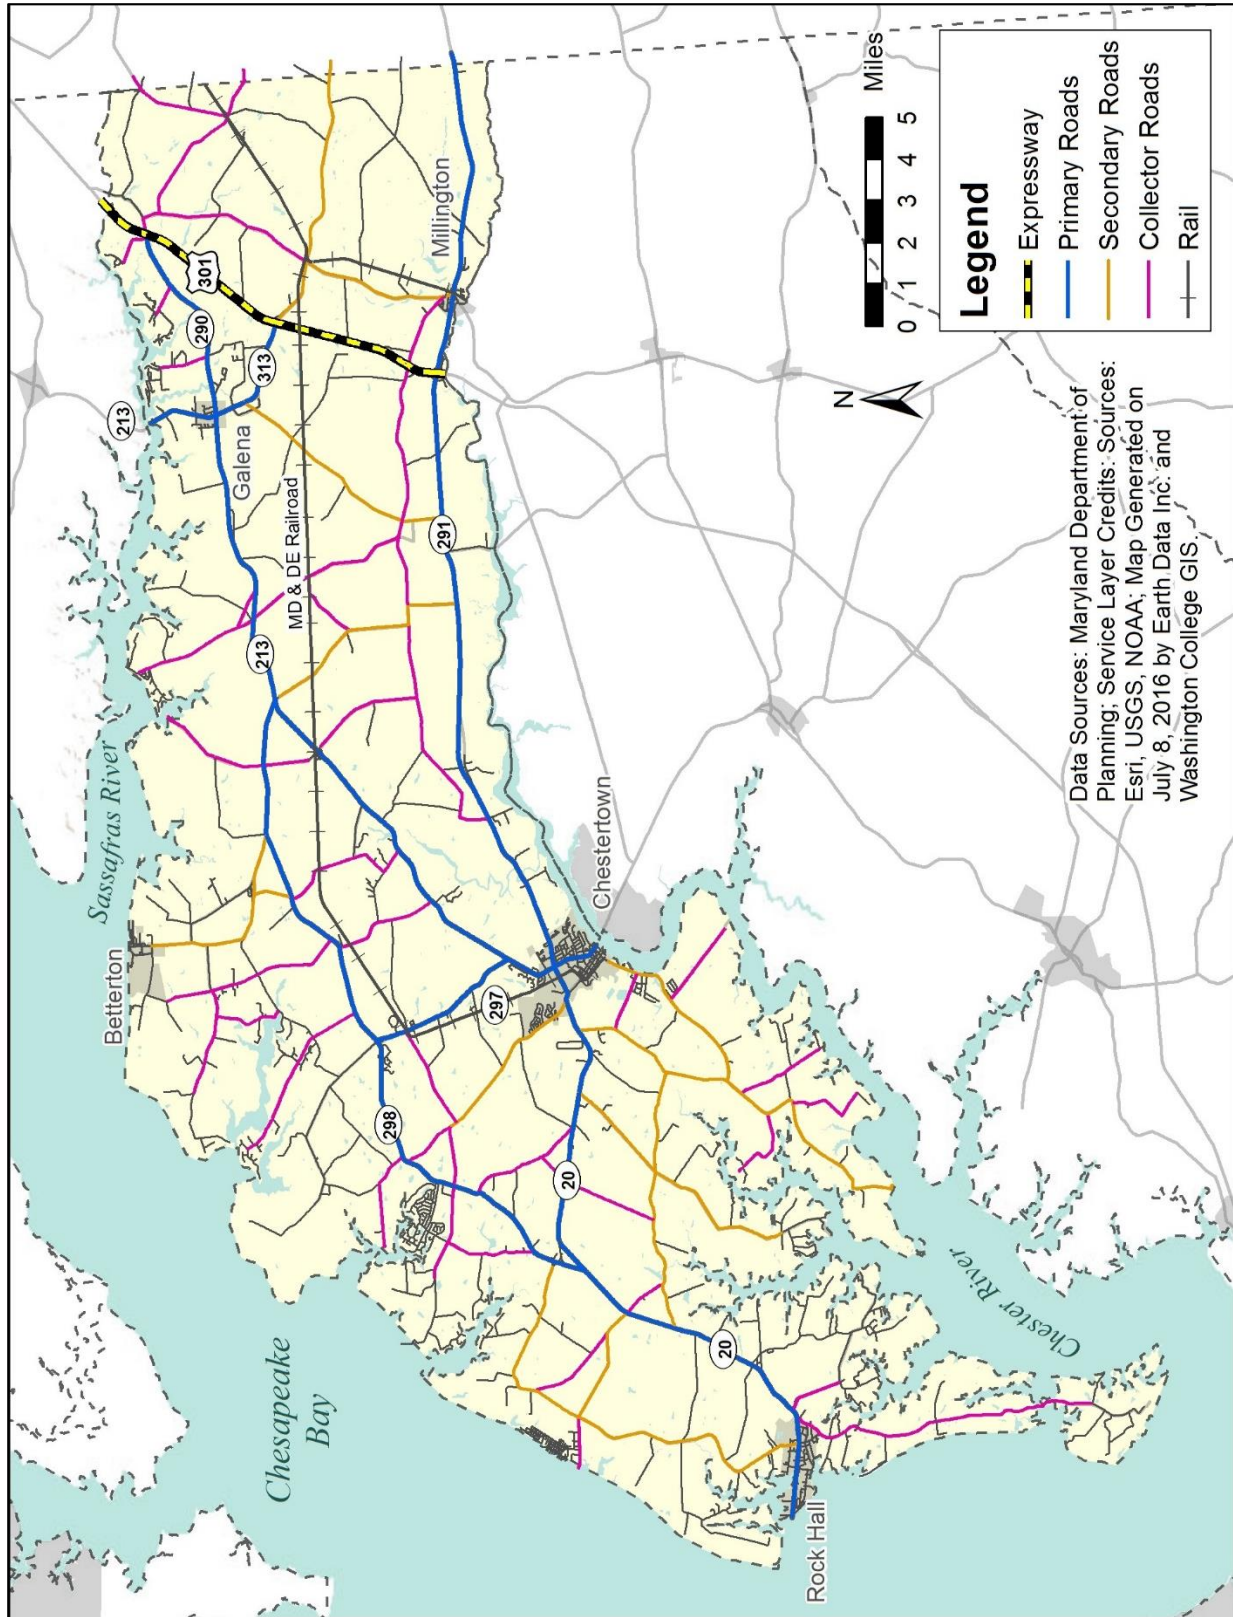 Sassafras River
Betterton
Chesapeake
Bay
213
290
301
Galena
313
213
MD & DE Railroad
Millington
291
298
297
Chestertown
20
20
Rock Hall
Chester River
N
0 1 2 3 4 5 Miles
Data Sources: Maryland Department of
Planning; Service Layer Credits: Sources:
Esri, USGS, NOAA; Map Generated on
July 8, 2016 by Earth Data Inc. and
Washington College GIS.
Legend
Expressway
Primary Roads
Secondary Roads
Collector Roads
Rail